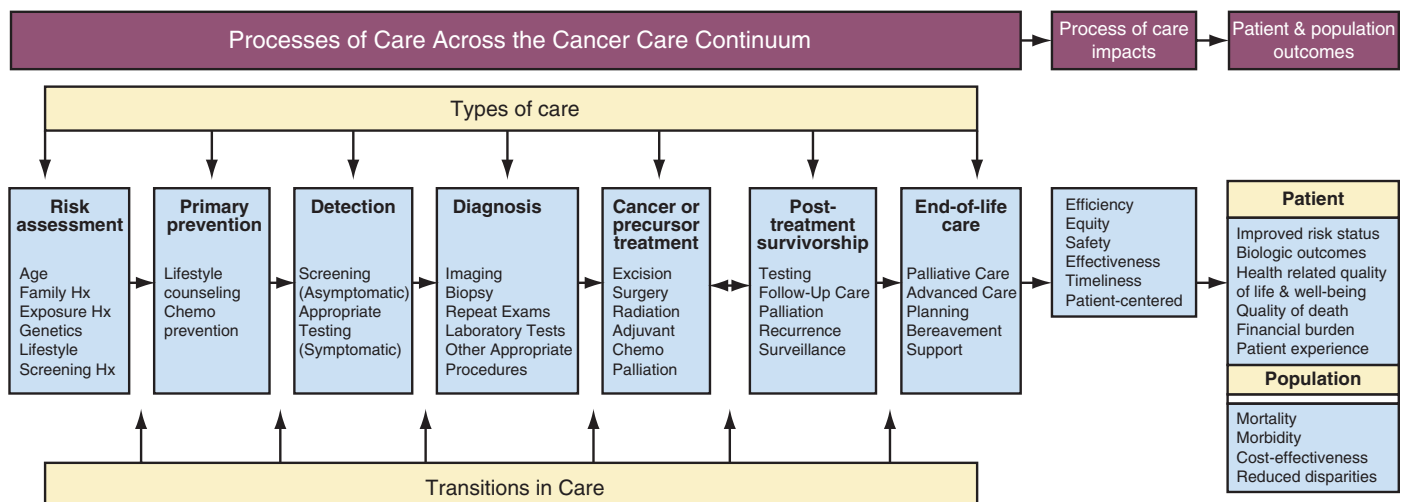 Processes of Care Across the Cancer Care Continuum
Process of care
impacts
Patient & population
outcomes
Types of care
Risk
assessment
Age
Family Hx
Exposure Hx
Genetics
Lifestyle
Screening Hx
Primary
prevention
Lifestyle
counseling
Chemo
prevention
Detection
Screening
(Asymptomatic)
Appropriate
Testing
(Symptomatic)
Diagnosis
Imaging
Biopsy
Repeat Exams
Laboratory Tests
Other Appropriate
Procedures
Cancer or
precursor
treatment
Excision
Surgery
Radiation
Adjuvant
Chemo
Palliation
Post-
treatment
survivorship
Testing
Follow-Up Care
Palliation
Recurrence
Surveillance
End-of-life
care
Palliative Care
Advanced Care
Planning
Bereavement
Support
Efficiency
Equity
Safety
Effectiveness
Timeliness
Patient-centered
Patient
Improved risk status
Biologic outcomes
Health related quality
of life & well-being
Quality of death
Financial burden
Patient experience
Population
Mortality
Morbidity
Cost-effectiveness
Reduced disparities
Transitions in Care